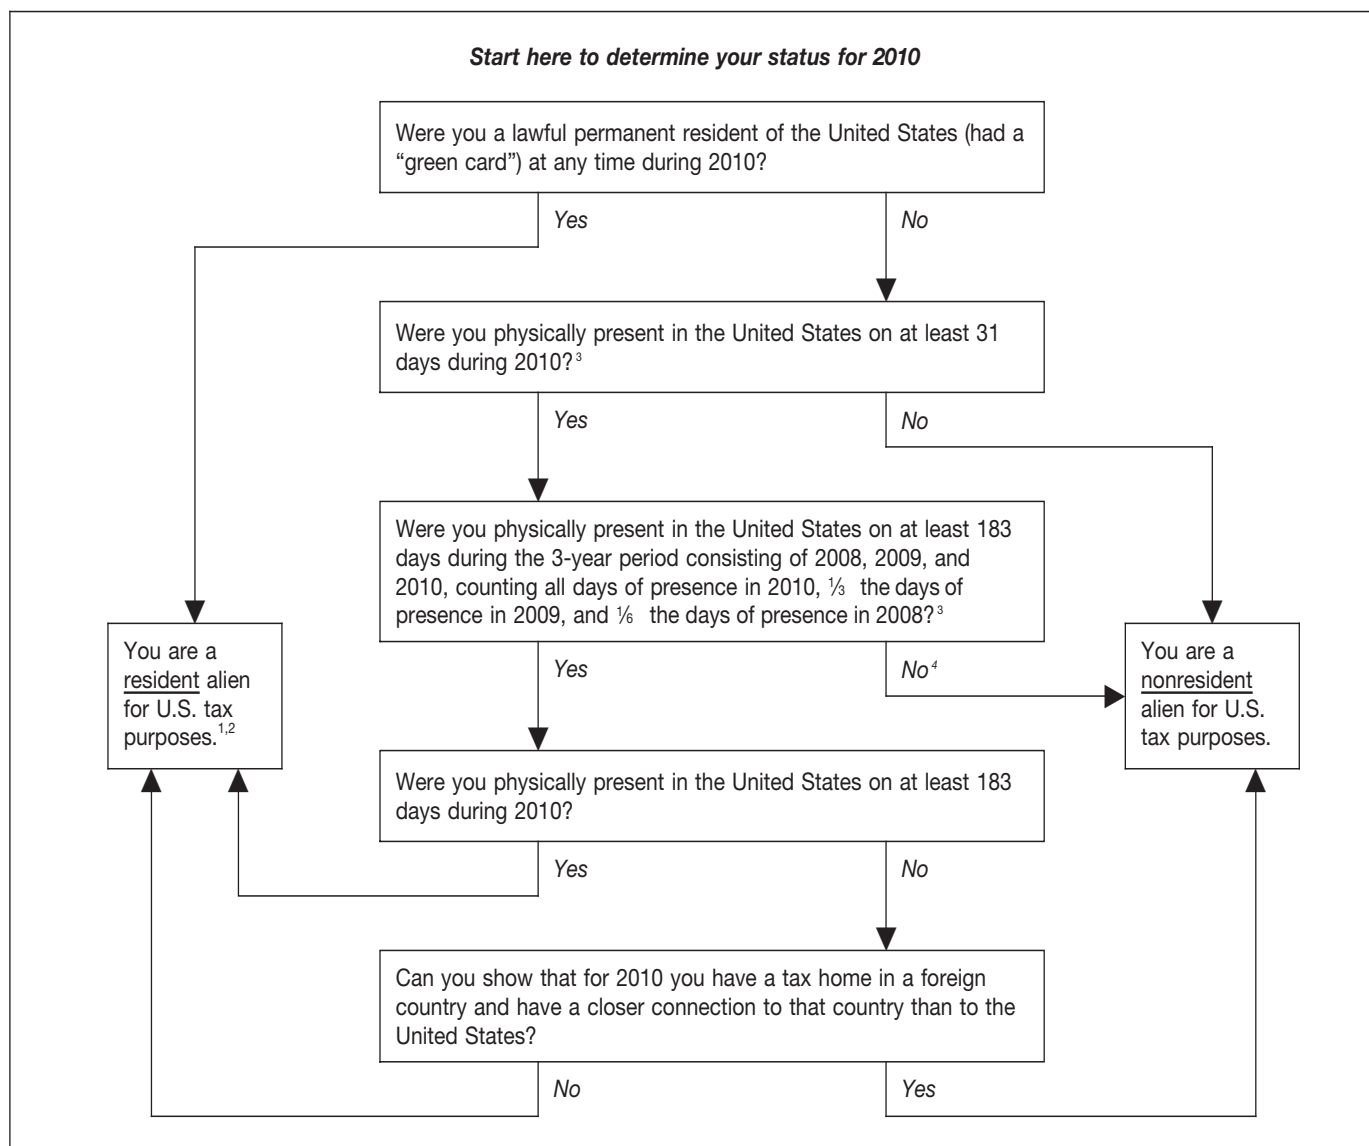 Start here to determine your status for 2010
Were you a lawful permanent resident of the United States (had a
“green card”) at any time during 2010?
Yes
No
Were you physically present in the United States on at least 31
days during 2010?³
Yes
No
Were you physically present in the United States on at least 183
days during the 3-year period consisting of 2008, 2009, and
2010, counting all days of presence in 2010, ⅓ the days of
presence in 2009, and ⅙ the days of presence in 2008?³
Yes
No⁴
You are a
resident alien
for U.S. tax
purposes.¹,²
You are a
nonresident
alien for U.S.
tax purposes.
Were you physically present in the United States on at least 183
days during 2010?
Yes
No
Can you show that for 2010 you have a tax home in a foreign
country and have a closer connection to that country than to the
United States?
No
Yes